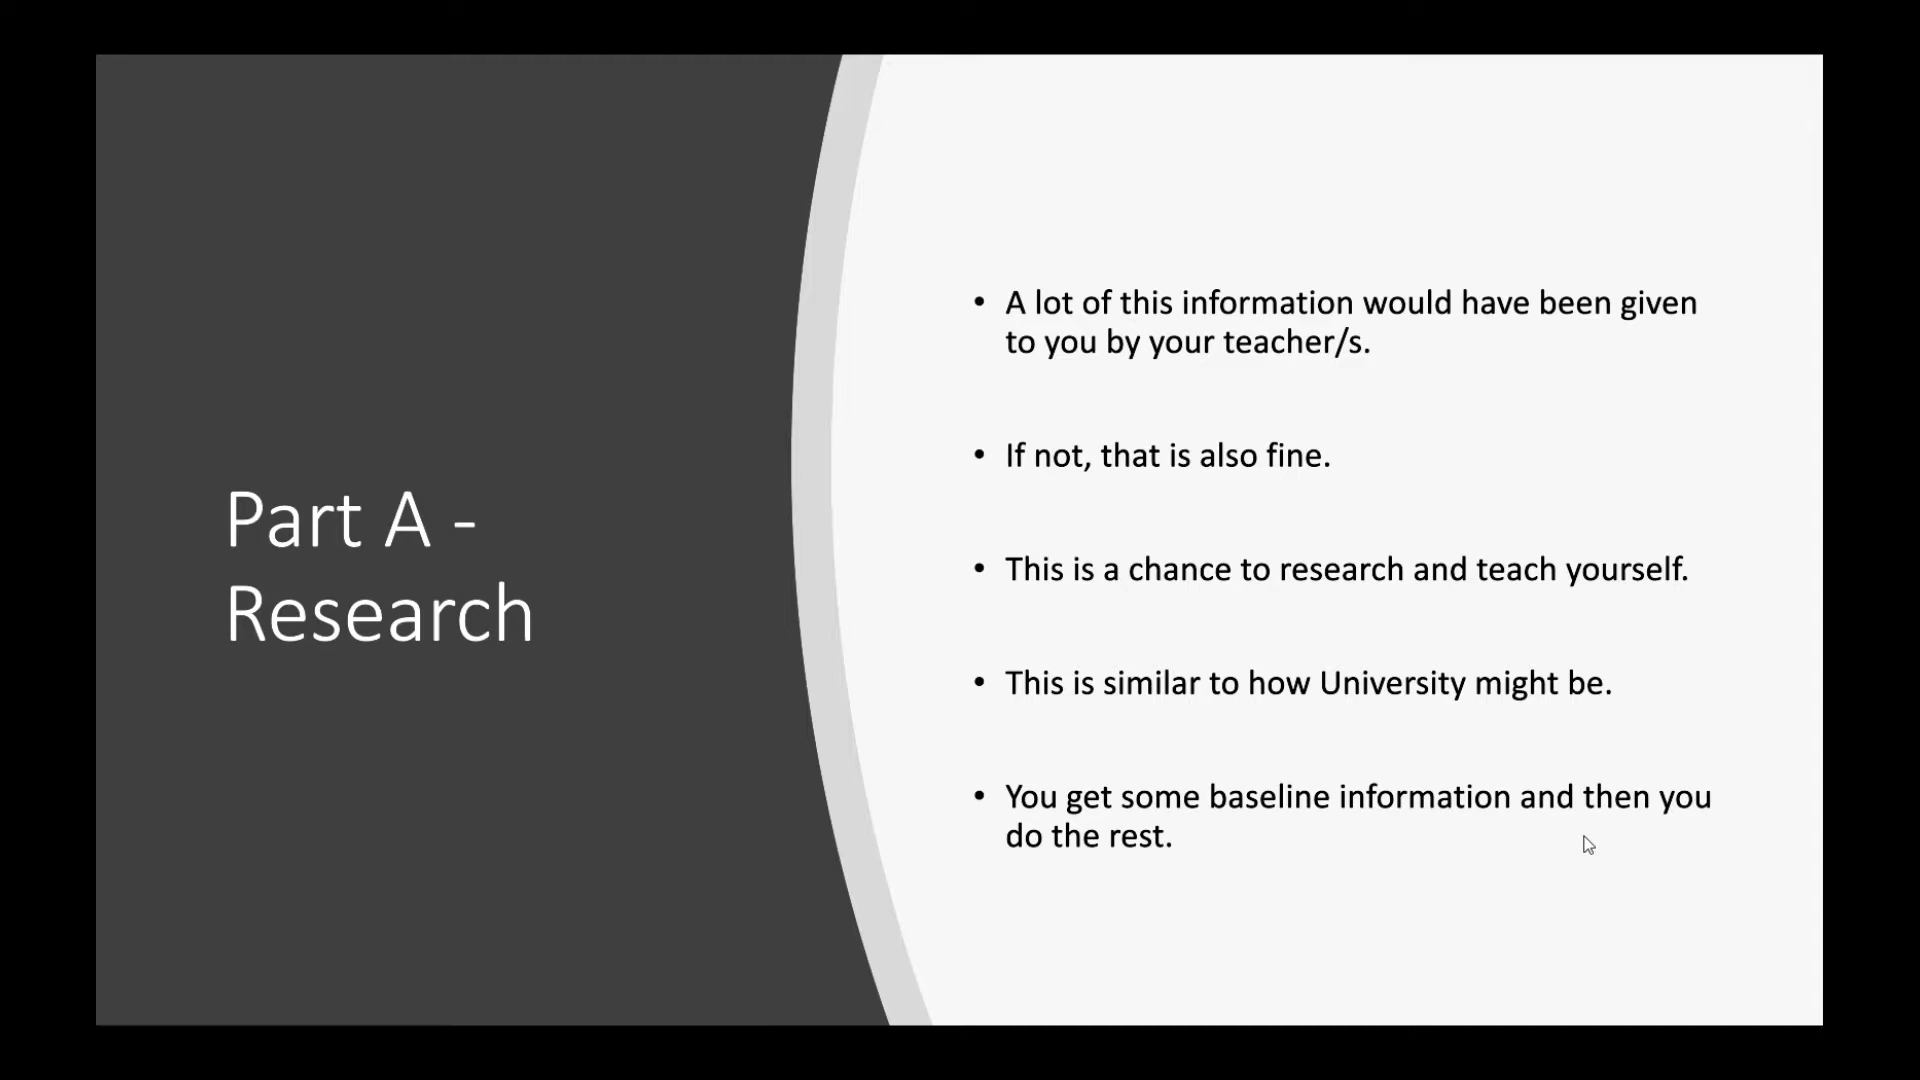 Part A -
Research
• A lot of this information would have been given
to you by your teacher/s.
• If not, that is also fine.
• This is a chance to research and teach yourself.
• This is similar to how University might be.
• You get some baseline information and then you
do the rest.